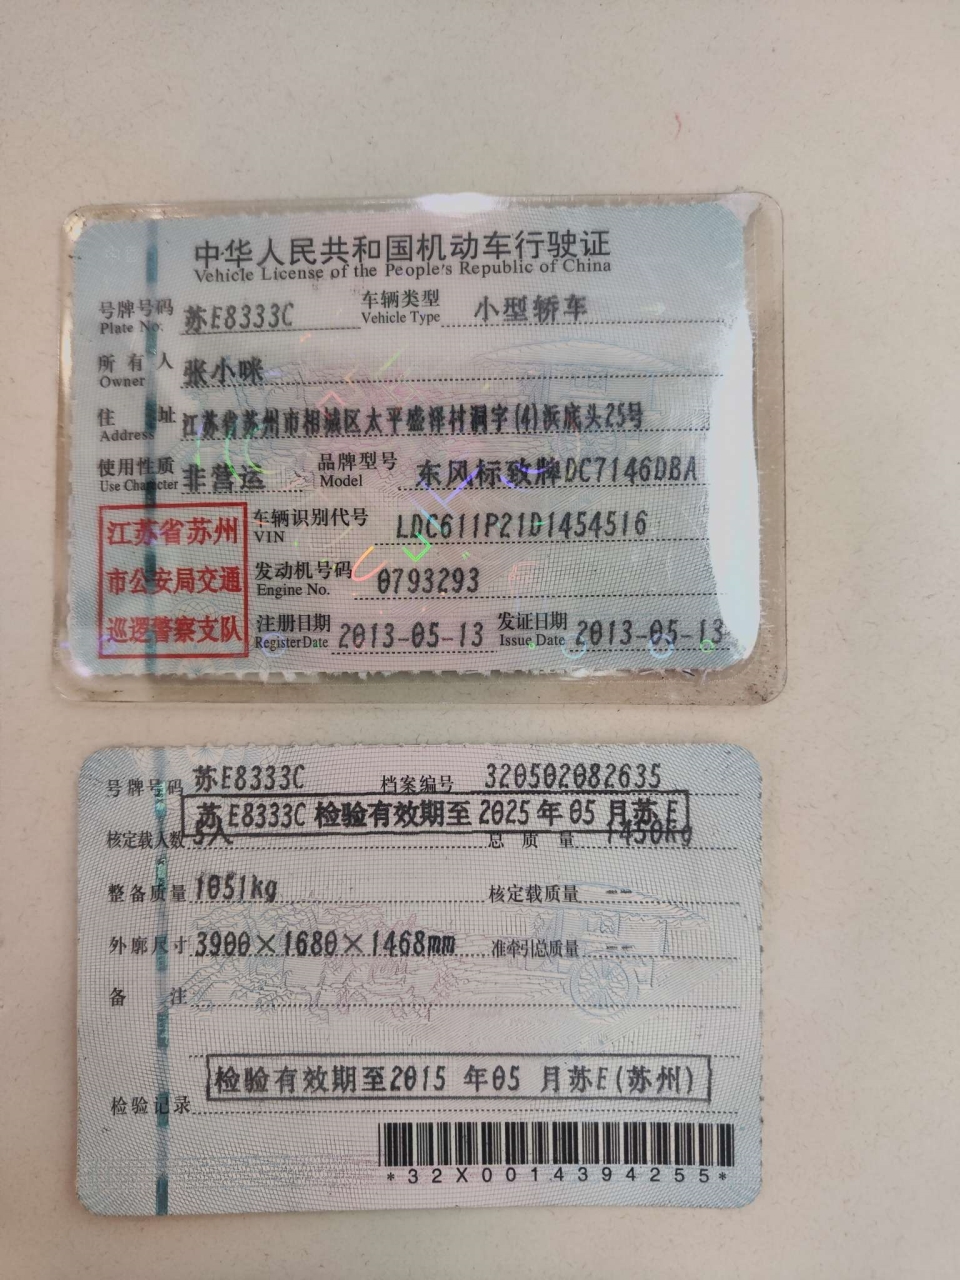 中华人民共和国机动车行驶证
Vehicle License of the People's Republic of China
号牌号码 Plate No. 苏E8333C 车辆类型 Vehicle Type 小型轿车
所有人 Owner 张小咪
住址 Address 江苏省苏州市相城区太平盛泽村洞字(4)浜底头25号
使用性质 Use Character 非营运 品牌型号 Model 东风标致牌DC7146DBA
江苏省苏州
市公安局交通
巡逻警察支队
车辆识别代号 VIN LDC611P21D1454516
发动机号码 Engine No. 0793293
注册日期 Register Date 2013-05-13 发证日期 Issue Date 2013-05-13
号牌号码 苏E8333C 档案编号 320502082635
苏E8333C 检验有效期至 2025 年 05 月苏 E
核定载人数 5人 总质量 1450kg
整备质量 1051kg 核定载质量 --
外廓尺寸 3900×1680×1468mm 准牵引总质量 --
备注
检验有效期至2015 年05 月苏E(苏州)
检验记录
*32X0014394255*